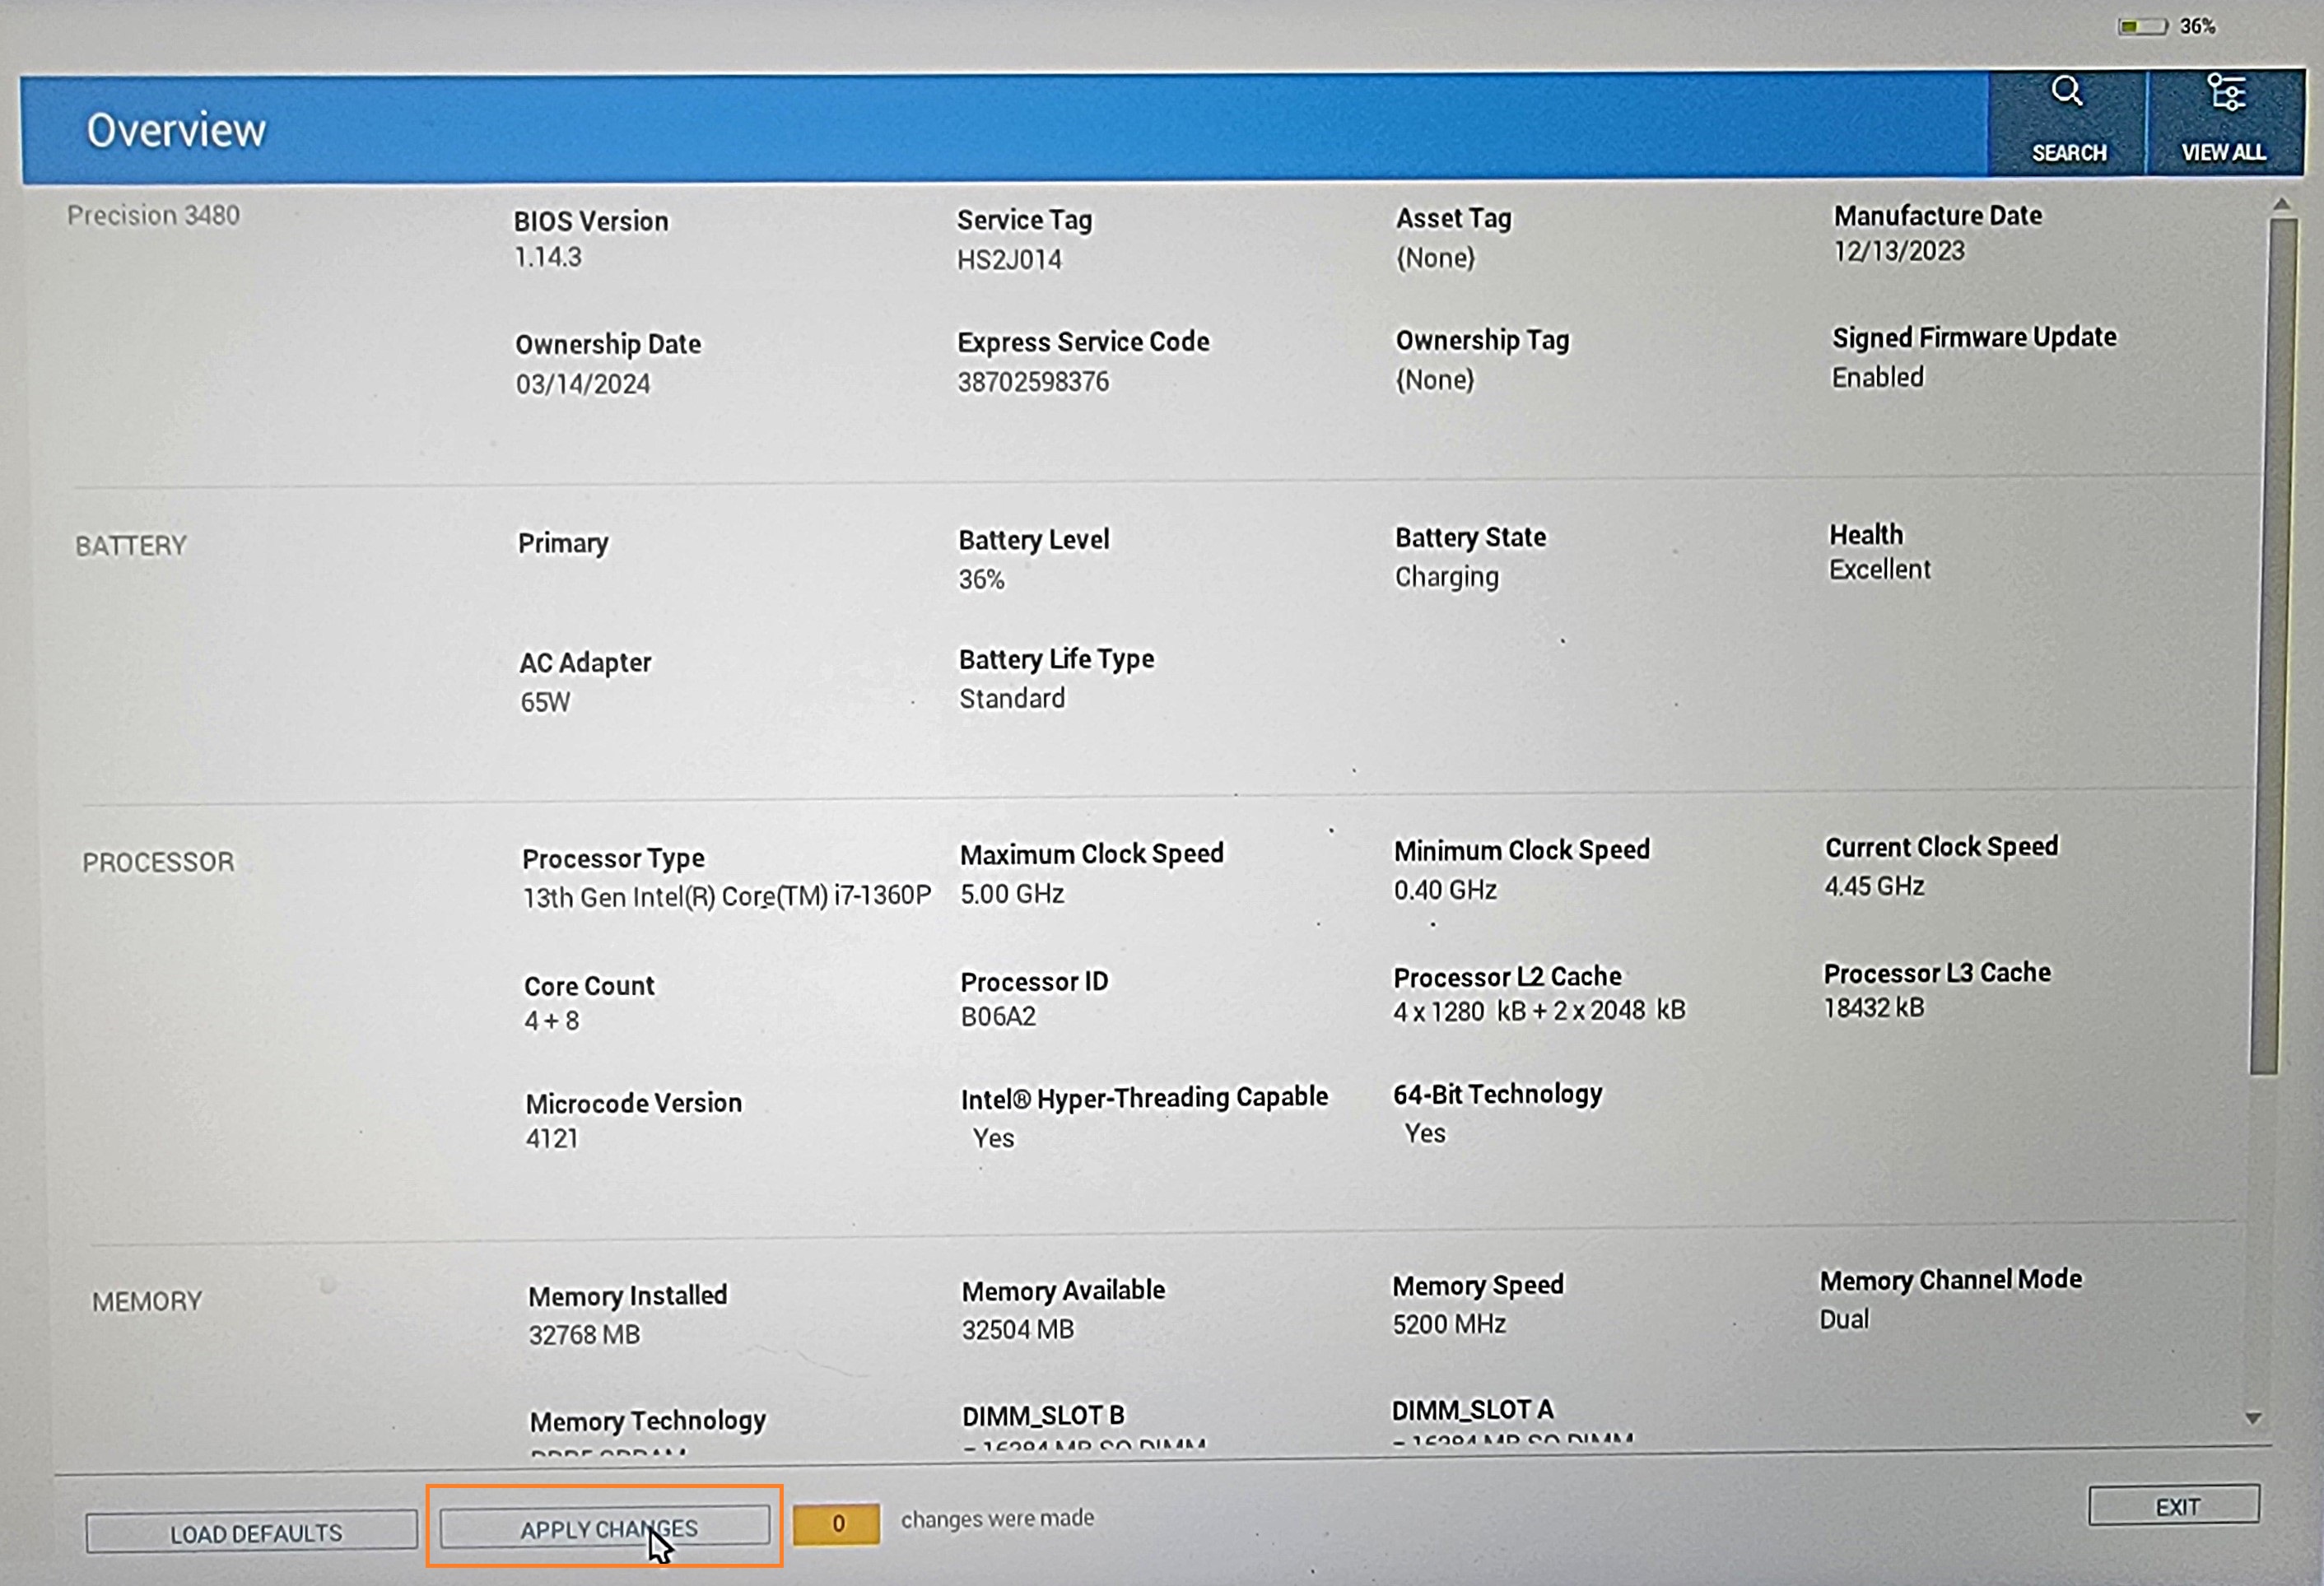 36%
Overview
SEARCH
VIEW ALL
Precision 3480
BIOS Version
1.14.3
Service Tag
HS2J014
Asset Tag
(None)
Manufacture Date
12/13/2023
Ownership Date
03/14/2024
Express Service Code
38702598376
Ownership Tag
(None)
Signed Firmware Update
Enabled
BATTERY
Primary
Battery Level
36%
Battery State
Charging
Health
Excellent
AC Adapter
65W
Battery Life Type
Standard
PROCESSOR
Processor Type
13th Gen Intel(R) Core(TM) i7-1360P
Maximum Clock Speed
5.00 GHz
Minimum Clock Speed
0.40 GHz
Current Clock Speed
4.45 GHz
Core Count
4 + 8
Processor ID
B06A2
Processor L2 Cache
4 x 1280 kB + 2 x 2048 kB
Processor L3 Cache
18432 kB
Microcode Version
4121
Intel® Hyper-Threading Capable
Yes
64-Bit Technology
Yes
MEMORY
Memory Installed
32768 MB
Memory Available
32504 MB
Memory Speed
5200 MHz
Memory Channel Mode
Dual
Memory Technology
DIMM_SLOT B
DIMM_SLOT A
LOAD DEFAULTS
APPLY CHANGES
0
changes were made
EXIT